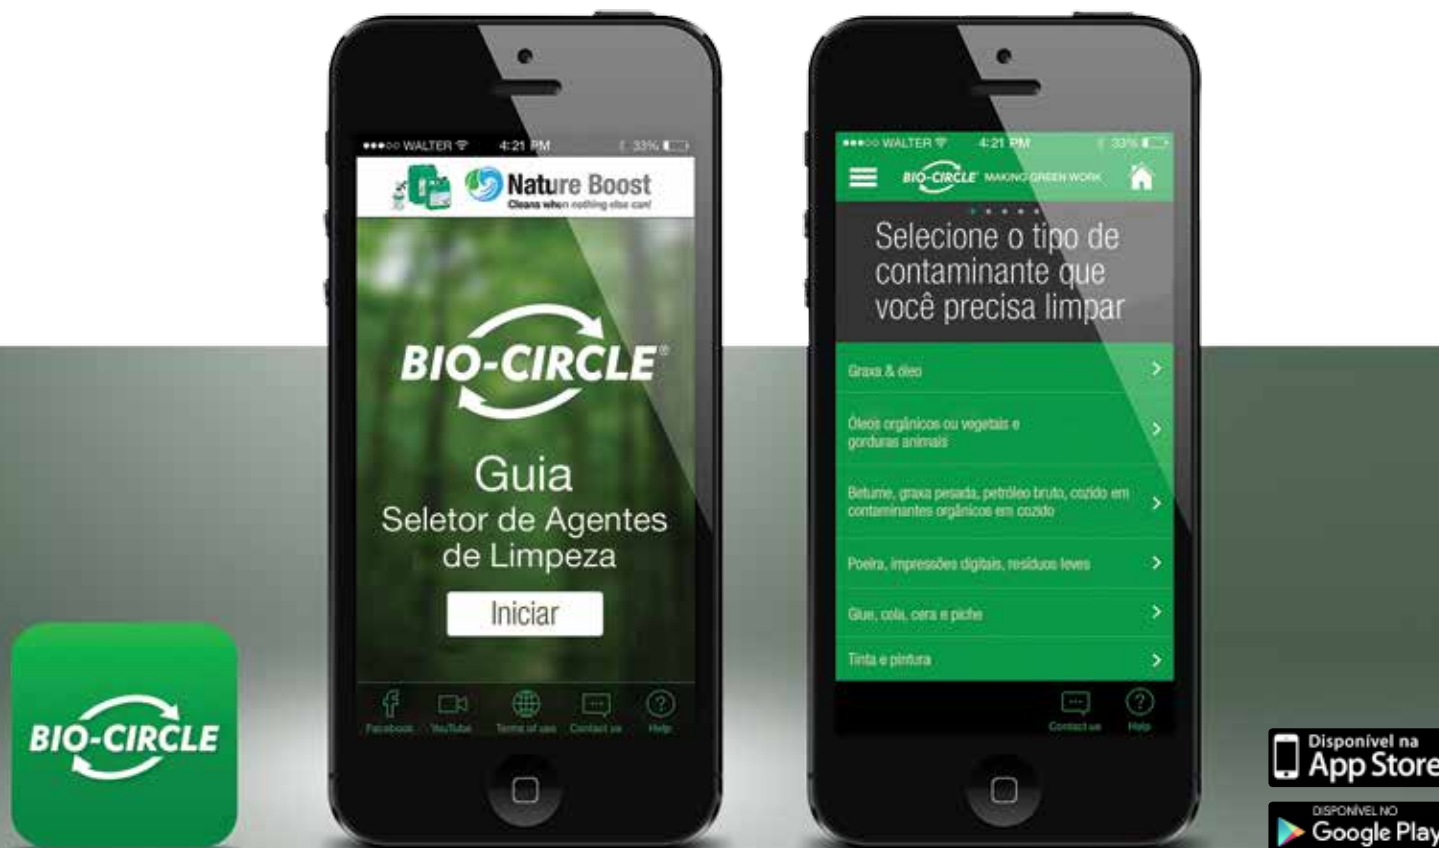 ●●●○○ WALTER 4:21 PM 33%
Nature Boost
Cleans when nothing else can!
BIO-CIRCLE®
Guia
Seletor de Agentes
de Limpeza
Iniciar
Facebook YouTube Terms of use Contact us Help
●●●○○ WALTER 4:21 PM 33%
BIO-CIRCLE® MAKING GREEN WORK
Selecione o tipo de
contaminante que
você precisa limpar
Graxa & óleo
Óleos orgânicos ou vegetais e
gorduras animais
Betume, graxa pesada, petróleo bruto, cozido em
contaminantes orgânicos em cozido
Poeira, impressões digitais, resíduos leves
Glue, cola, cera e piche
Tinta e pintura
Contact us Help
BIO-CIRCLE
Disponível na
App Store
DISPONÍVEL NO
Google Play